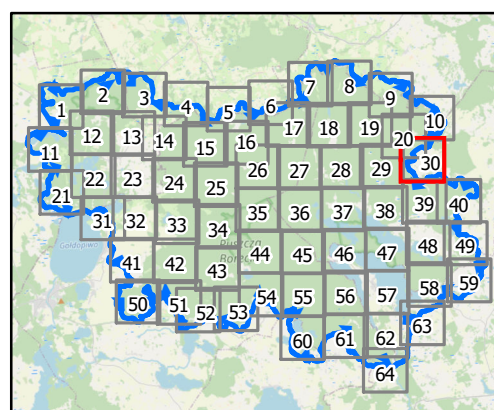 1 2 3 4 5 6 7 8 9 10
11 12 13 14 15 16 17 18 19 20
21 22 23 24 25 26 27 28 29 30
31 32 33 34 35 36 37 38 39 40
41 42 43 44 45 46 47 48 49
50 51 52 53 54 55 56 57 58 59
60 61 62 63
64
Gołdopiwo
Puszcza
Borecka